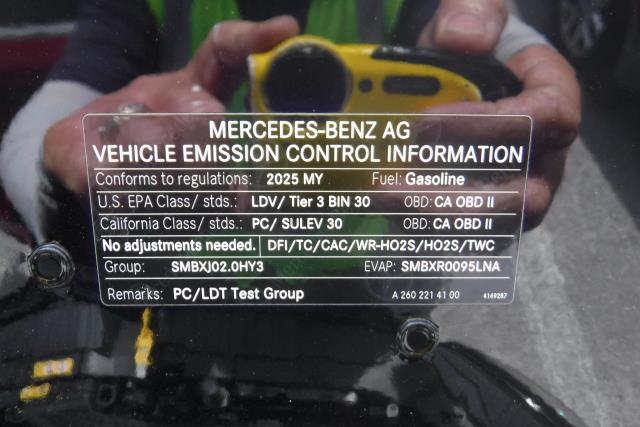 MERCEDES-BENZ AG
VEHICLE EMISSION CONTROL INFORMATION
Conforms to regulations: 2025 MY Fuel: Gasoline
U.S. EPA Class/ stds.: LDV/ Tier 3 BIN 30 OBD: CA OBD II
California Class/ stds.: PC/ SULEV 30 OBD: CA OBD II
No adjustments needed. DFI/TC/CAC/WR-HO2S/HO2S/TWC
Group: SMBXJ02.0HY3 EVAP: SMBXR0095LNA
Remarks: PC/LDT Test Group A 260 221 41 00 4169287